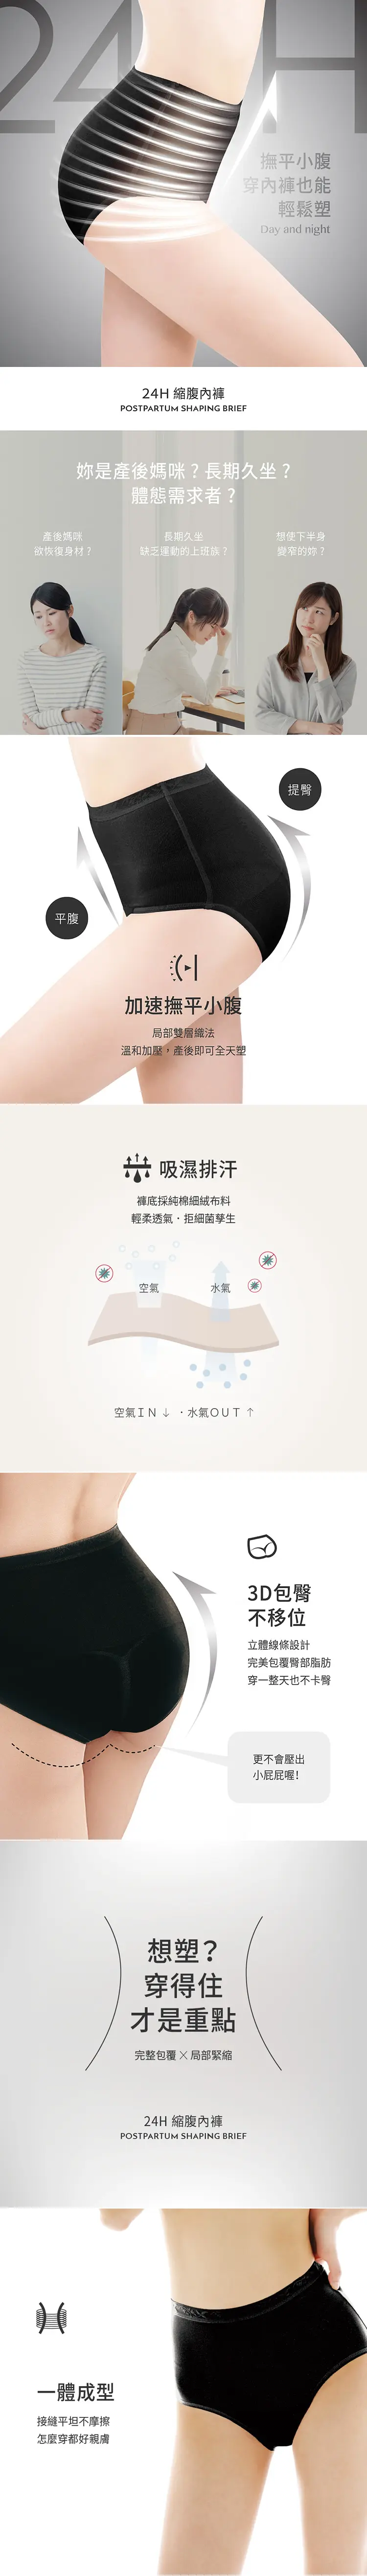 24H
撫平小腹
穿內褲也能
輕鬆塑
Day and night
24H 縮腹內褲
POSTPARTUM SHAPING BRIEF
妳是產後媽咪？長期久坐？
體態需求者？
產後媽咪
欲恢復身材？
長期久坐
缺乏運動的上班族？
想使下半身
變窄的妳？
提臀
平腹
加速撫平小腹
局部雙層織法
溫和加壓，產後即可全天塑
吸濕排汗
褲底採純棉細絨布料
輕柔透氣．拒細菌孳生
空氣
水氣
空氣IN↓ ．水氣OUT↑
3D包臀
不移位
立體線條設計
完美包覆臀部脂肪
穿一整天也不卡臀
更不會壓出
小屁屁喔！
想塑？
穿得住
才是重點
完整包覆╳局部緊縮
24H 縮腹內褲
POSTPARTUM SHAPING BRIEF
一體成型
接縫平坦不摩擦
怎麼穿都好親膚